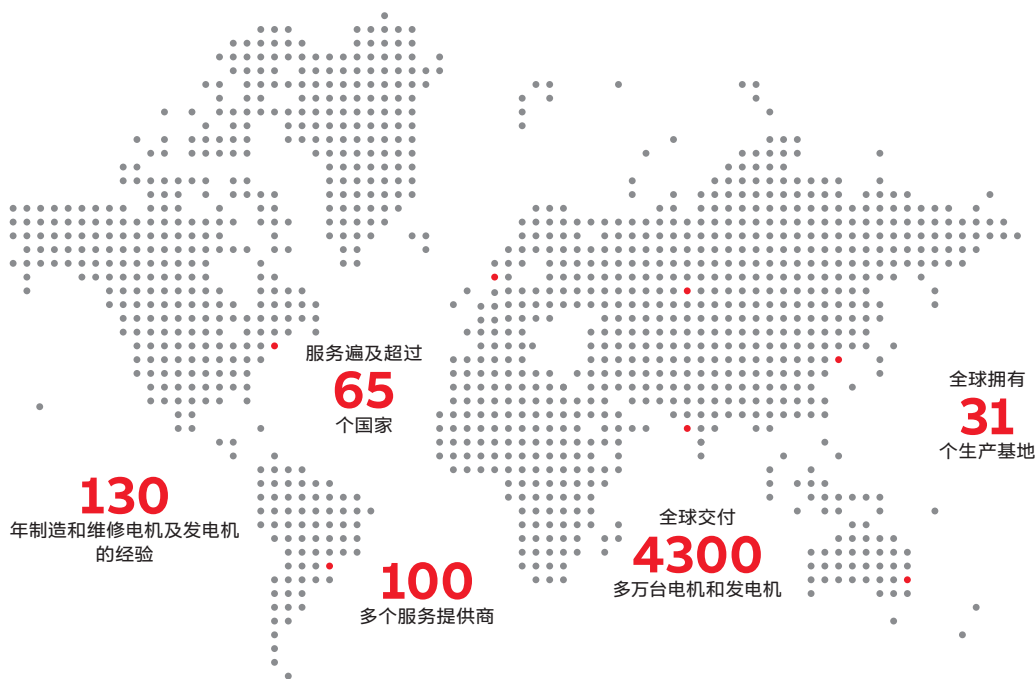 服务遍及超过
65
个国家
全球拥有
31
个生产基地
130
年制造和维修电机及发电机
的经验
100
多个服务提供商
全球交付
4300
多万台电机和发电机